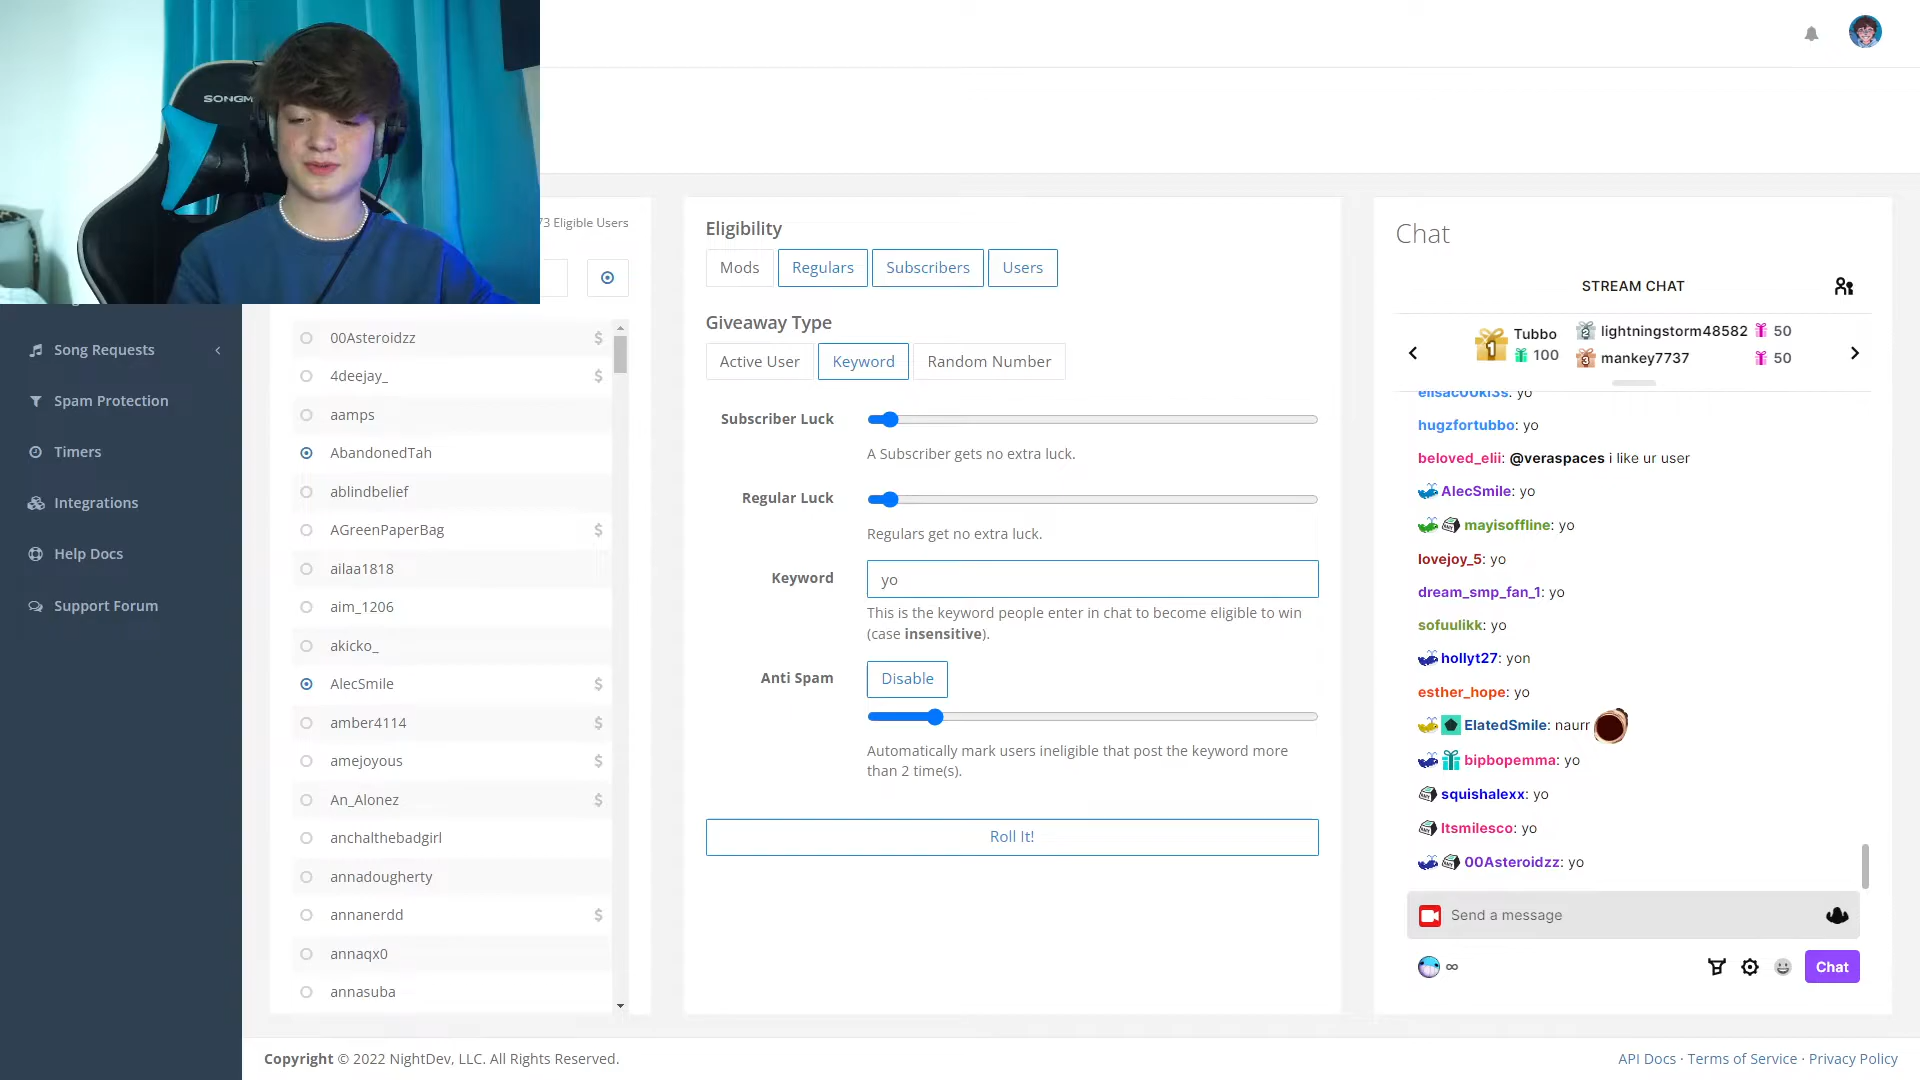 SONGM
73 Eligible Users
Song Requests
Spam Protection
Timers
Integrations
Help Docs
Support Forum
00Asteroidzz $
4deejay_ $
aamps
AbandonedTah
ablindbelief
AGreenPaperBag $
ailaa1818
aim_1206
akicko_
AlecSmile $
amber4114 $
amejoyous $
An_Alonez $
anchalthebadgirl
annadougherty
annanerdd $
annaqx0
annasuba
Eligibility
Mods Regulars Subscribers Users
Giveaway Type
Active User Keyword Random Number
Subscriber Luck
A Subscriber gets no extra luck.
Regular Luck
Regulars get no extra luck.
Keyword yo
This is the keyword people enter in chat to become eligible to win
(case insensitive).
Anti Spam Disable
Automatically mark users ineligible that post the keyword more
than 2 time(s).
Roll It!
Chat
STREAM CHAT
1 Tubbo 100
2 lightningstorm48582 50
3 mankey7737 50
elisac0Oki3s: yo
hugzfortubbo: yo
beloved_elii: @veraspaces i like ur user
AlecSmile: yo
mayisoffline: yo
lovejoy_5: yo
dream_smp_fan_1: yo
sofuulikk: yo
hollyt27: yon
esther_hope: yo
ElatedSmile: naurr
bipbopemma: yo
squishalexx: yo
Itsmilesco: yo
00Asteroidzz: yo
Send a message
∞ Chat
Copyright © 2022 NightDev, LLC. All Rights Reserved.
API Docs · Terms of Service · Privacy Policy